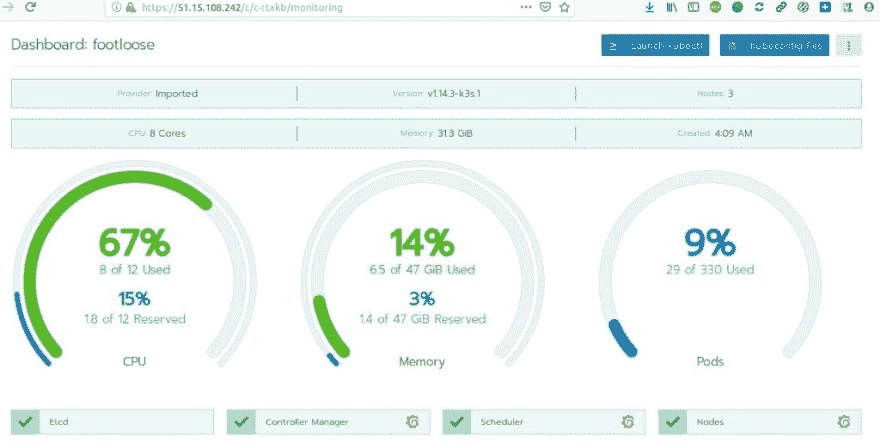 https://51.15.108.242/c/c-rtxkb/monitoring
Dashboard: footloose
Launch kubectl
Kubeconfig File
Provider: Imported
Version: v1.14.3-k3s.1
Nodes: 3
CPU: 8 Cores
Memory: 31.3 GiB
Created: 4:09 AM
67%
8 of 12 Used
15%
1.8 of 12 Reserved
CPU
14%
6.5 of 47 GiB Used
3%
1.4 of 47 GiB Reserved
Memory
9%
29 of 330 Used
Pods
Etcd
Controller Manager
Scheduler
Nodes